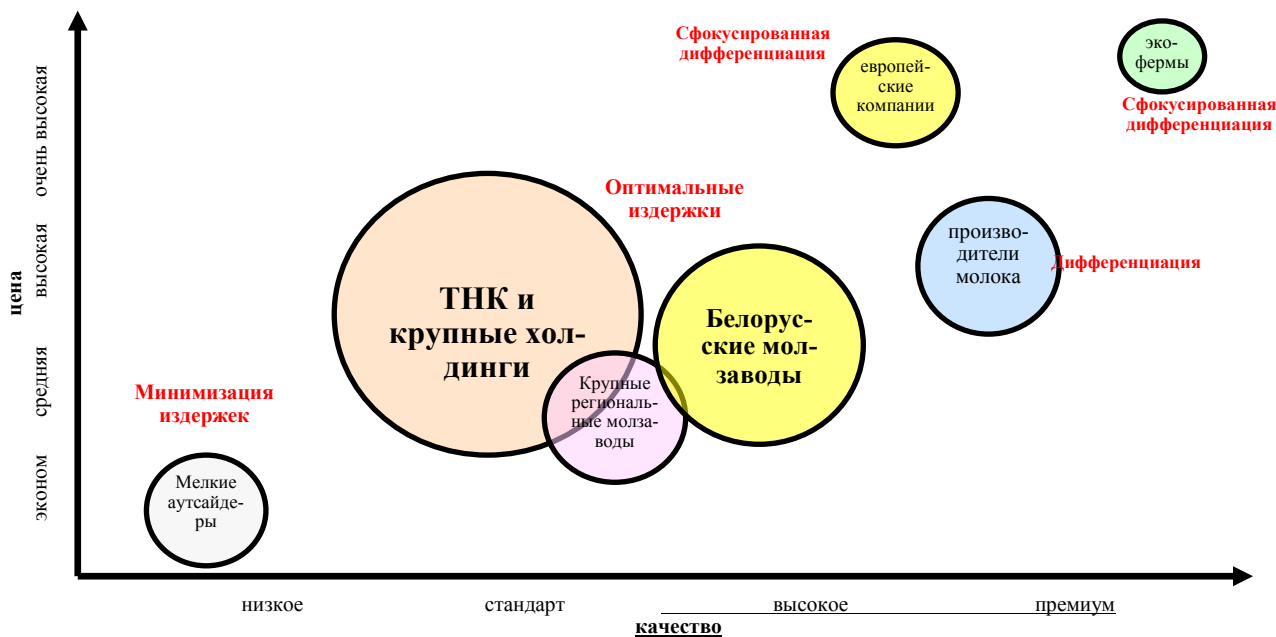 Сфокусированная
дифференциация
эко-
фермы
европей-
ские
компании
Сфокусированная
дифференциация
очень высокая
Оптимальные
издержки
высокая
произво-
дители
молока
Дифференциация
цена
ТНК и
крупные хол-
динги
Белорус-
ские мол-
заводы
средняя
Минимизация
издержек
Крупные
региональ-
ные молза-
воды
эконом
Мелкие
аутсайде-
ры
низкое
стандарт
высокое
премиум
качество